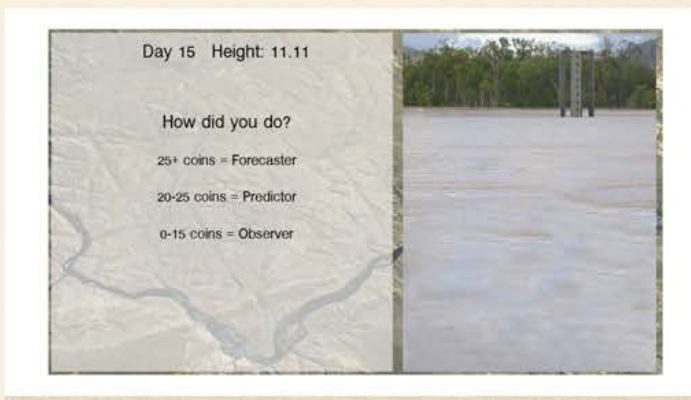 Day 15 Height: 11.11
How did you do?
25+ coins = Forecaster
20-25 coins = Predictor
0-15 coins = Observer